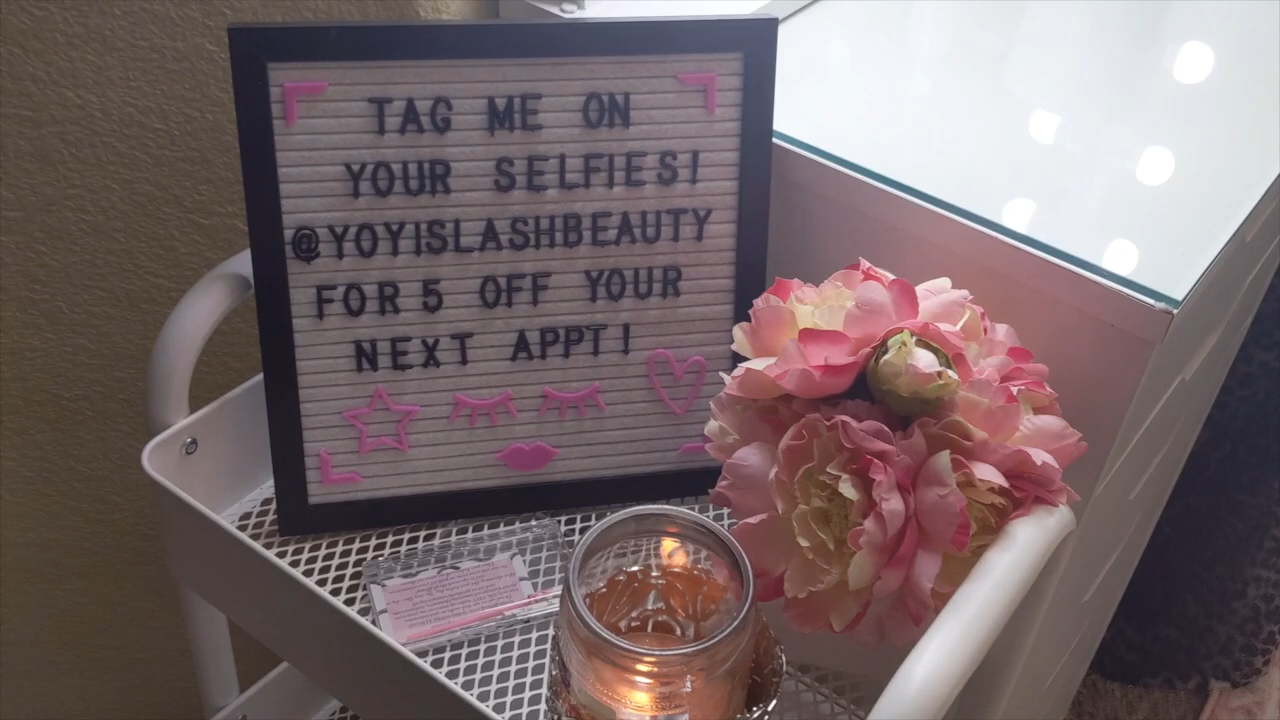 TAG ME ON
YOUR SELFIES!
@YOYISLASHBEAUTY
FOR 5 OFF YOUR
NEXT APPT!